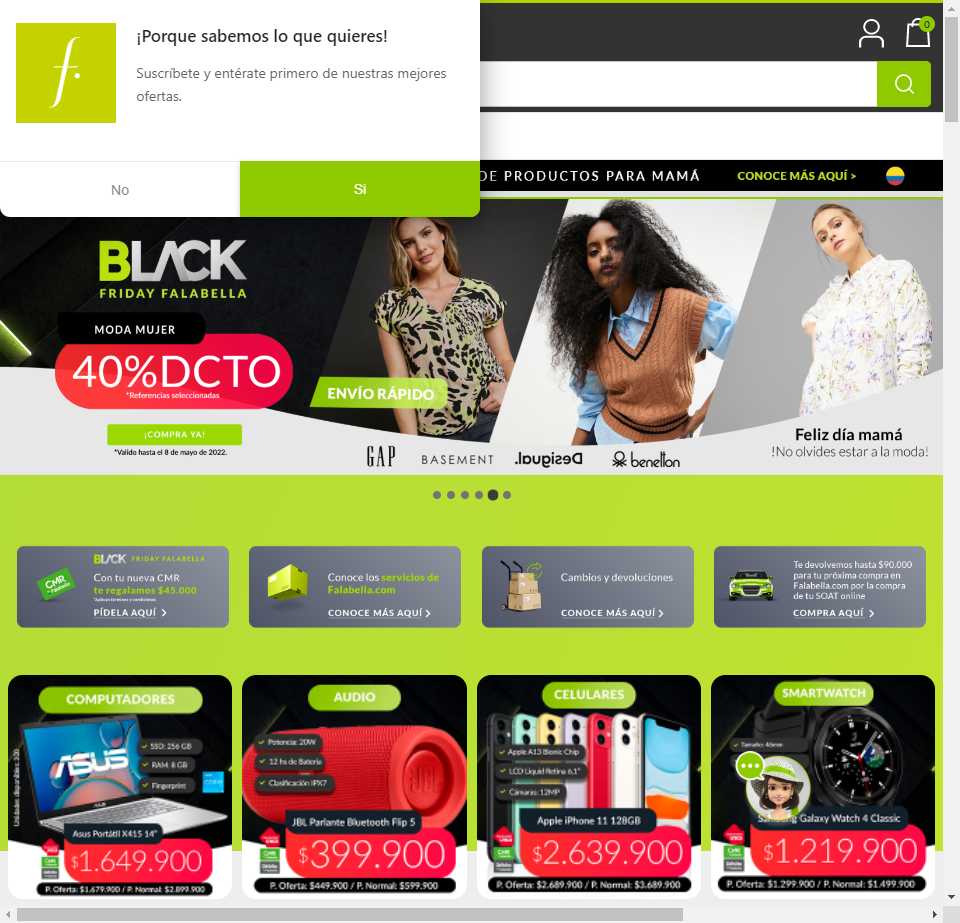 ¡Porque sabemos lo que quieres!
Suscríbete y entérate primero de nuestras mejores
ofertas.
No
Si
0
DE PRODUCTOS PARA MAMÁ
CONOCE MÁS AQUÍ >
BLACK
FRIDAY FALABELLA
MODA MUJER
40%DCTO
*Referencias seleccionadas
ENVÍO RÁPIDO
¡COMPRA YA!
*Valido hasta el 8 de mayo de 2022.
GAP
BASEMENT
Desigual.
benetton
Feliz día mamá
!No olvides estar a la moda!
BLACK FRIDAY FALABELLA
CMR
Con tu nueva CMR
te regalamos $45.000
*Aplican términos y condiciones
PÍDELA AQUÍ >
Conoce los servicios de
Falabella.com
CONOCE MÁS AQUÍ >
Cambios y devoluciones
CONOCE MÁS AQUÍ >
Te devolvemos hasta $90.000
para tu próxima compra en
Falabella.com por la compra
de tu SOAT online
COMPRA AQUÍ >
COMPUTADORES
ASUS
SSD: 256 GB
RAM: 8 GB
Fingerprint
Unidades disponibles: 300
Asus Portátil X415 14"
$1.649.900
P. Oferta: $1.679.900 / P. Normal: $2.899.900
AUDIO
Potencia: 20W
12 hs de Batería
Clasificación IPX7
JBL
JBL Parlante Bluetooth Flip 5
$399.900
P. Oferta: $449.900 / P. Normal: $599.900
CELULARES
Apple A13 Bionic Chip
LCD Liquid Retina 6,1"
Cámaras: 12MP
Apple iPhone 11 128GB
$2.639.900
P. Oferta: $2.689.900 / P. Normal: $3.689.900
SMARTWATCH
Tamaño: 46mm
Galaxy Watch 4 Classic
$1.219.900
P. Oferta: $1.299.900 / P. Normal: $1.499.900